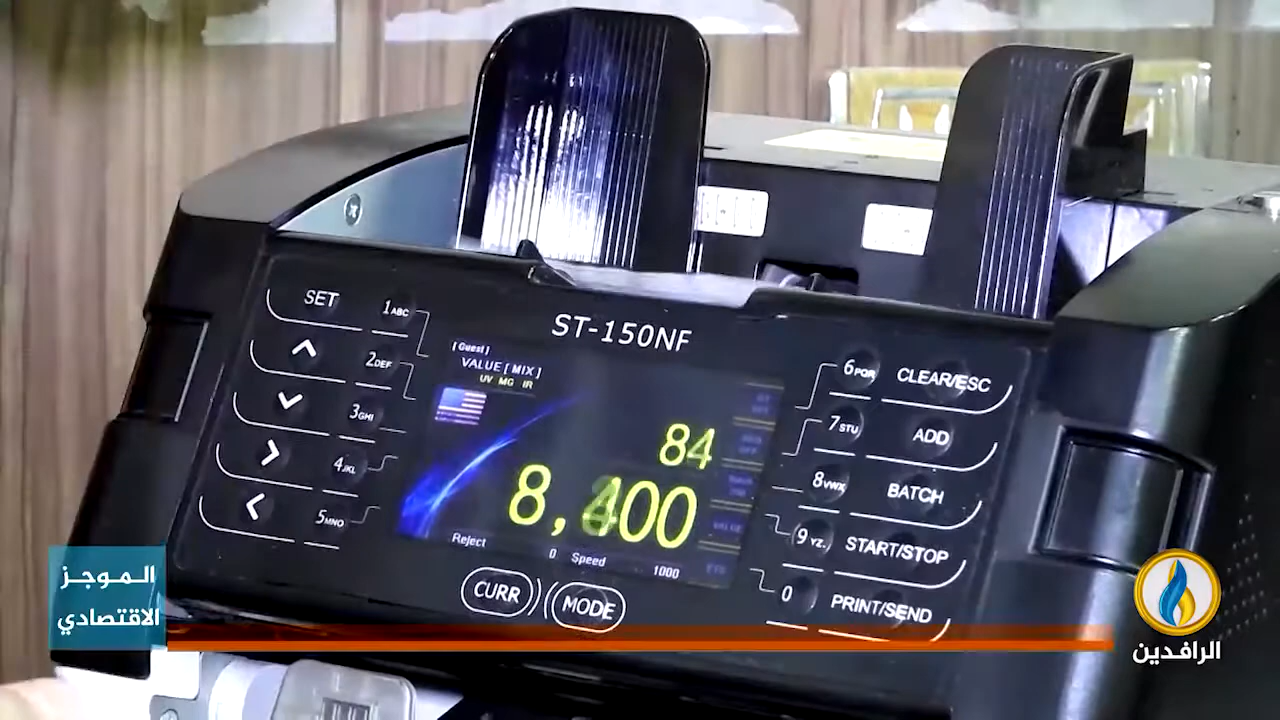 ST-150NF
SET
1ABC
2DEF
3GHI
4JKL
5MNO
[ Guest ]
VALUE [ MIX ]
UV MG IR
84
8,400
Reject 0 Speed 1000
CURR
MODE
6PQR
CLEAR/ESC
7STU
ADD
8VWX
BATCH
9YZ.
START/STOP
0
PRINT/SEND
الموجز
الاقتصادي
الرافدين